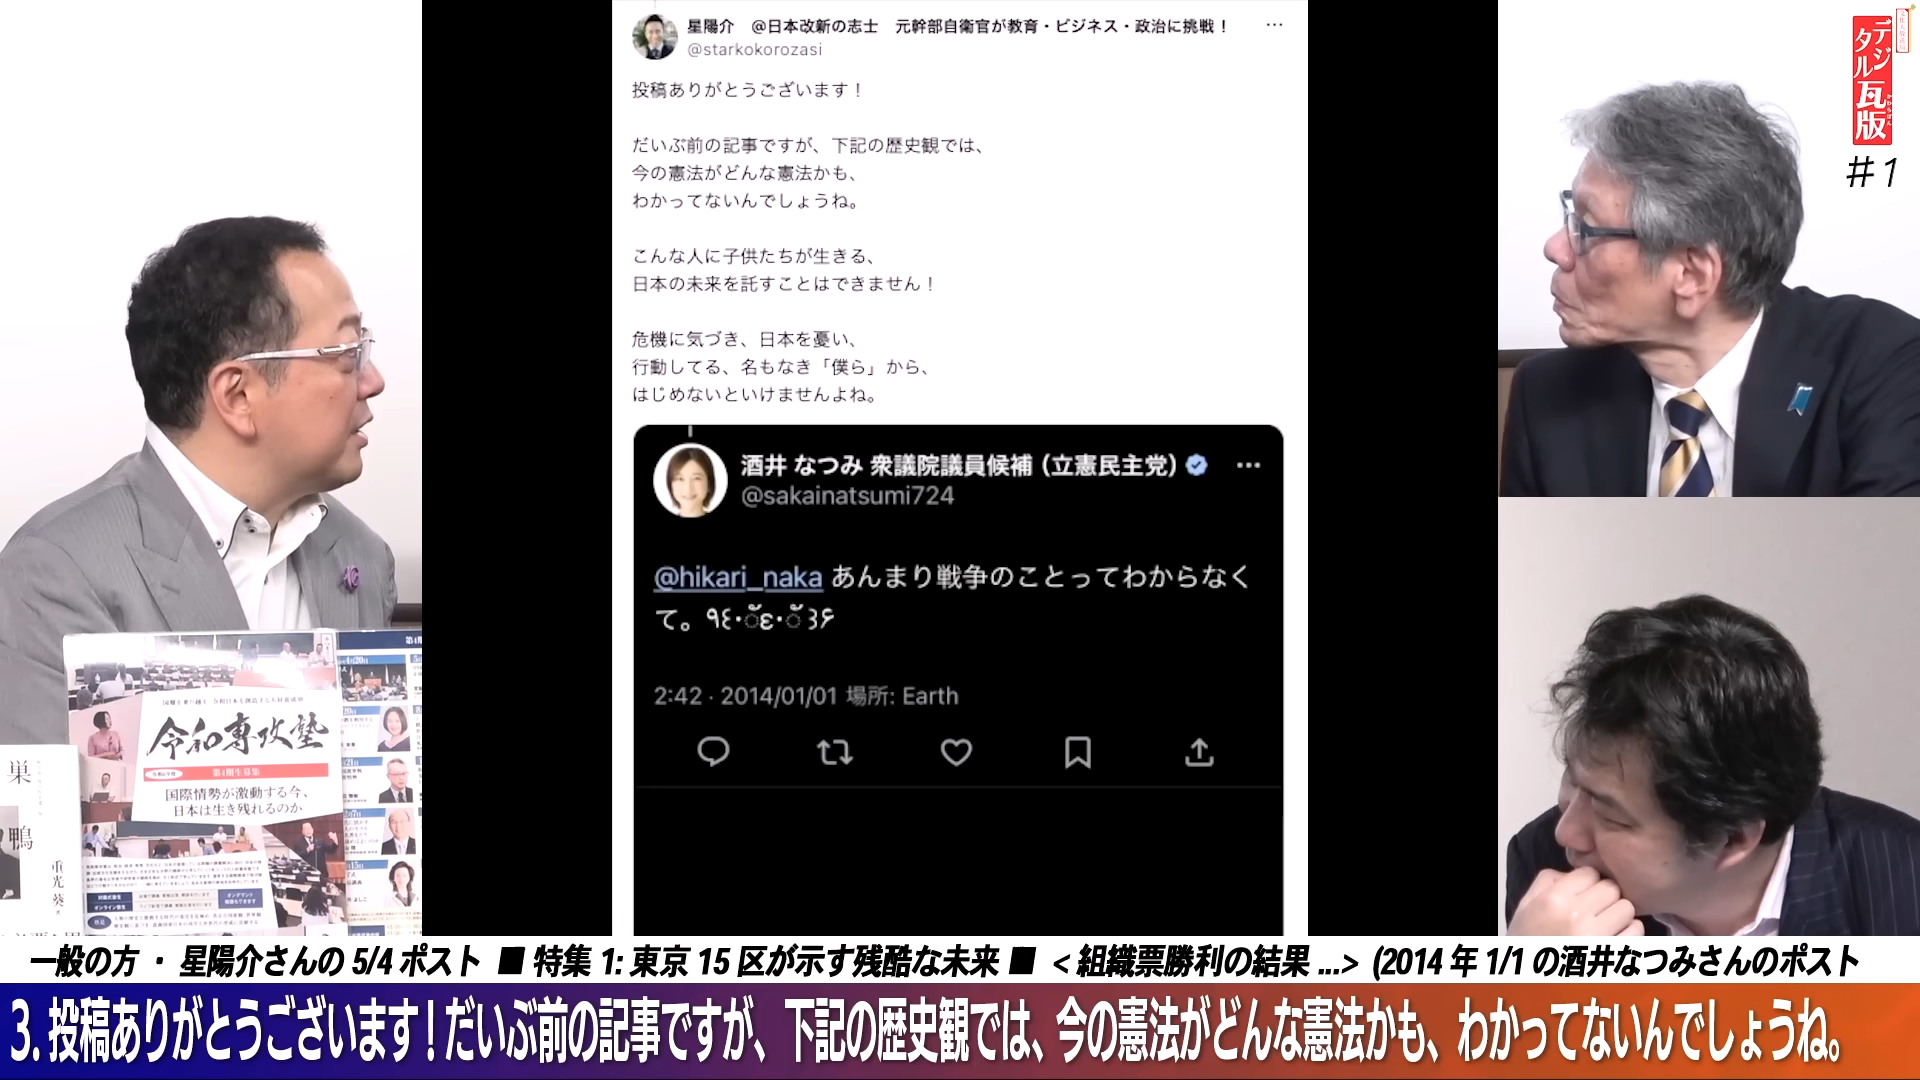 星陽介 @日本改新の志士 元幹部自衛官が教育・ビジネス・政治に挑戦！
@starkokorozasi
投稿ありがとうございます！
だいぶ前の記事ですが、下記の歴史観では、
今の憲法がどんな憲法かも、
わかってないんでしょうね。
こんな人に子供たちが生きる、
日本の未来を託すことはできません！
危機に気づき、日本を憂い、
行動してる、名もなき「僕ら」から、
はじめないといけませんよね。
酒井 なつみ 衆議院議員候補 (立憲民主党)
@sakainatsumi724
@hikari_naka あんまり戦争のことってわからなく
て。
2:42 · 2014/01/01 場所: Earth
デジ
タル
瓦版
#1
令和専攻塾
第4期生募集
国際情勢が激動する今、
日本は生き残れるのか
巣
鴨
重光葵
一般の方 · 星陽介さんの 5/4 ポスト ■ 特集 1: 東京 15 区が示す残酷な未来 ■ <組織票勝利の結果 ...> (2014 年 1/1 の酒井なつみさんのポスト
3. 投稿ありがとうございます！だいぶ前の記事ですが、下記の歴史観では、今の憲法がどんな憲法かも、わかってないんでしょうね。